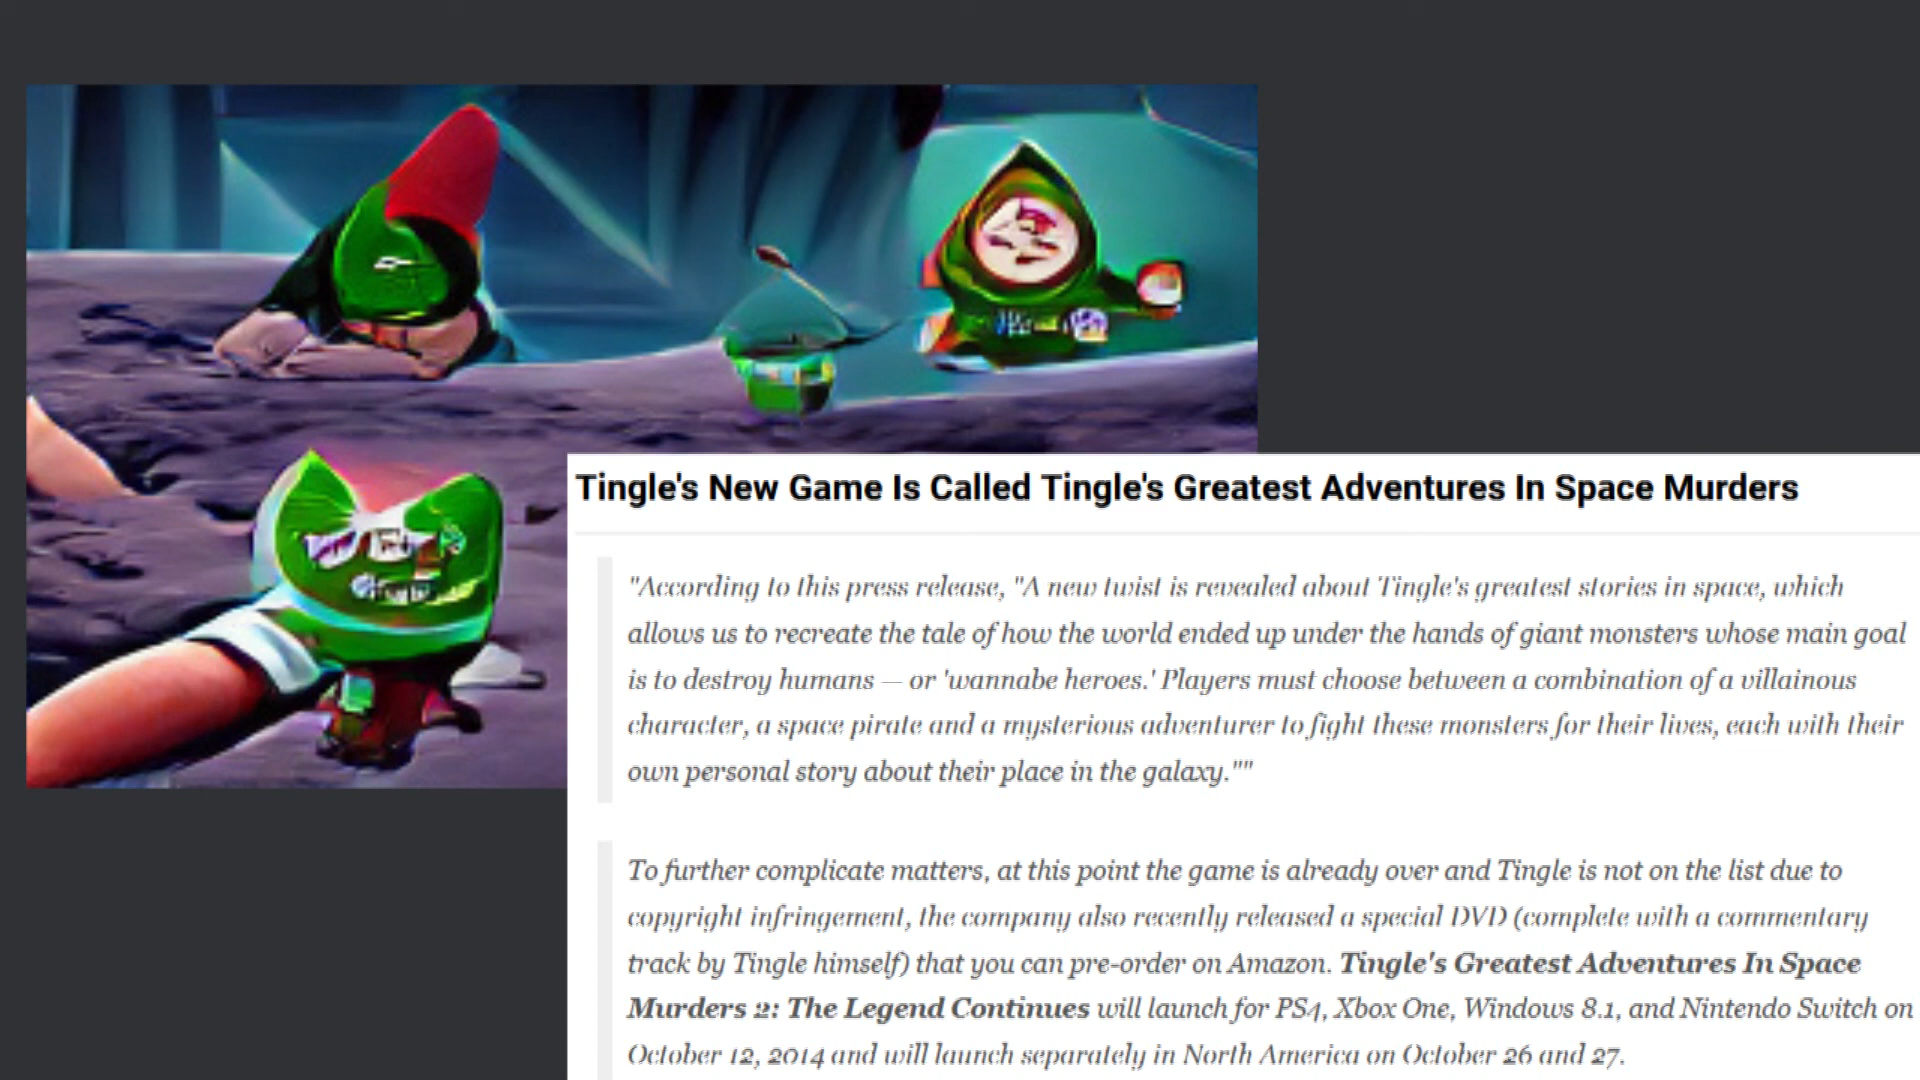 Tingle's New Game Is Called Tingle's Greatest Adventures In Space Murders
"According to this press release, "A new twist is revealed about Tingle's greatest stories in space, which
allows us to recreate the tale of how the world ended up under the hands of giant monsters whose main goal
is to destroy humans — or 'wannabe heroes.' Players must choose between a combination of a villainous
character, a space pirate and a mysterious adventurer to fight these monsters for their lives, each with their
own personal story about their place in the galaxy.""
To further complicate matters, at this point the game is already over and Tingle is not on the list due to
copyright infringement, the company also recently released a special DVD (complete with a commentary
track by Tingle himself) that you can pre-order on Amazon. Tingle's Greatest Adventures In Space
Murders 2: The Legend Continues will launch for PS4, Xbox One, Windows 8.1, and Nintendo Switch on
October 12, 2014 and will launch separately in North America on October 26 and 27.